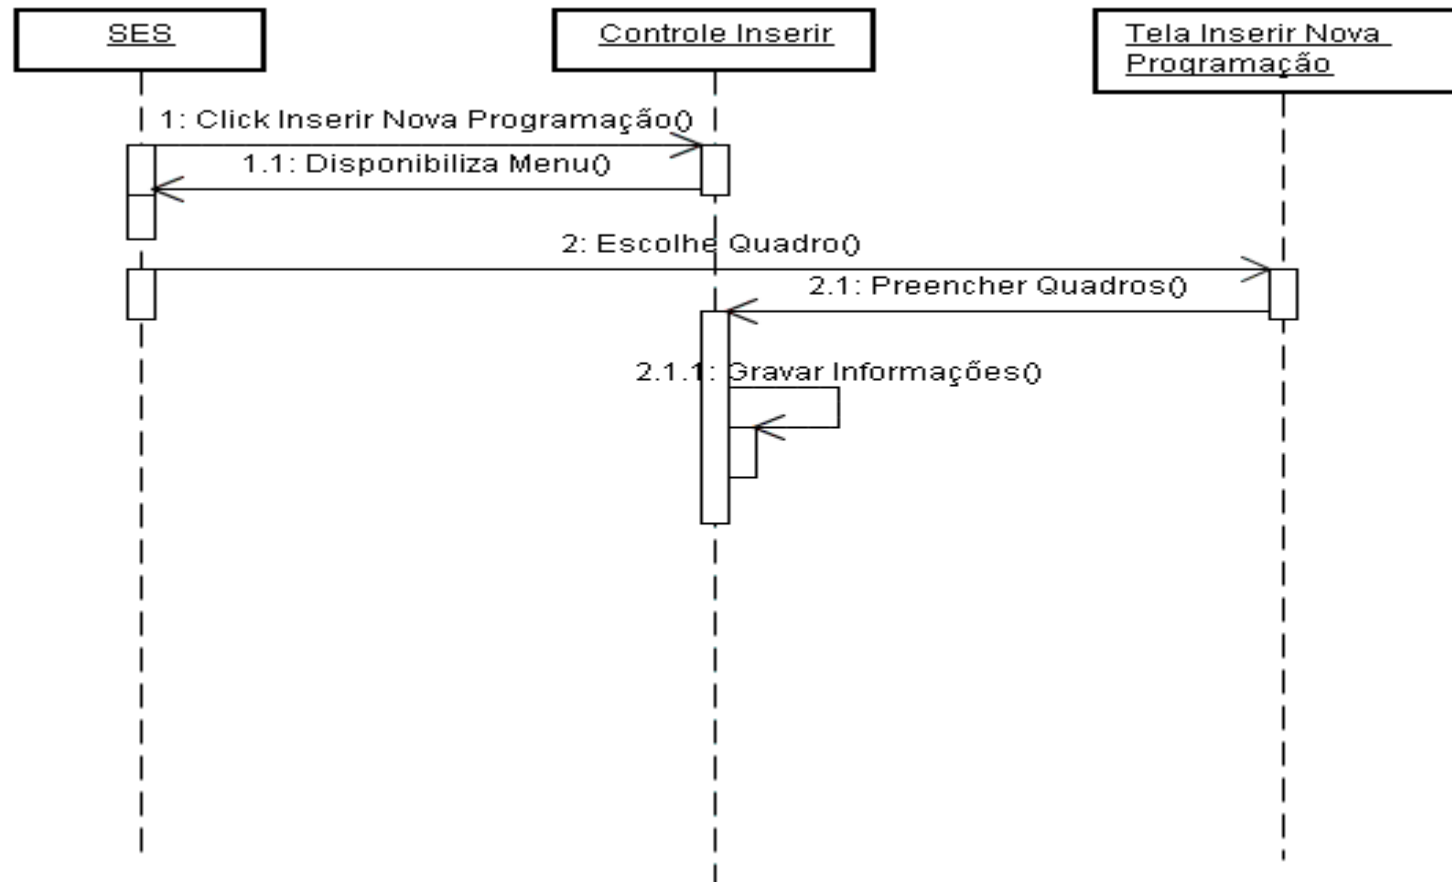 SES
Controle Inserir
Tela Inserir Nova
Programação
1: Click Inserir Nova Programação()
1.1: Disponibiliza Menu()
2: Escolhe Quadro()
2.1: Preencher Quadros()
2.1.1: Gravar Informações()